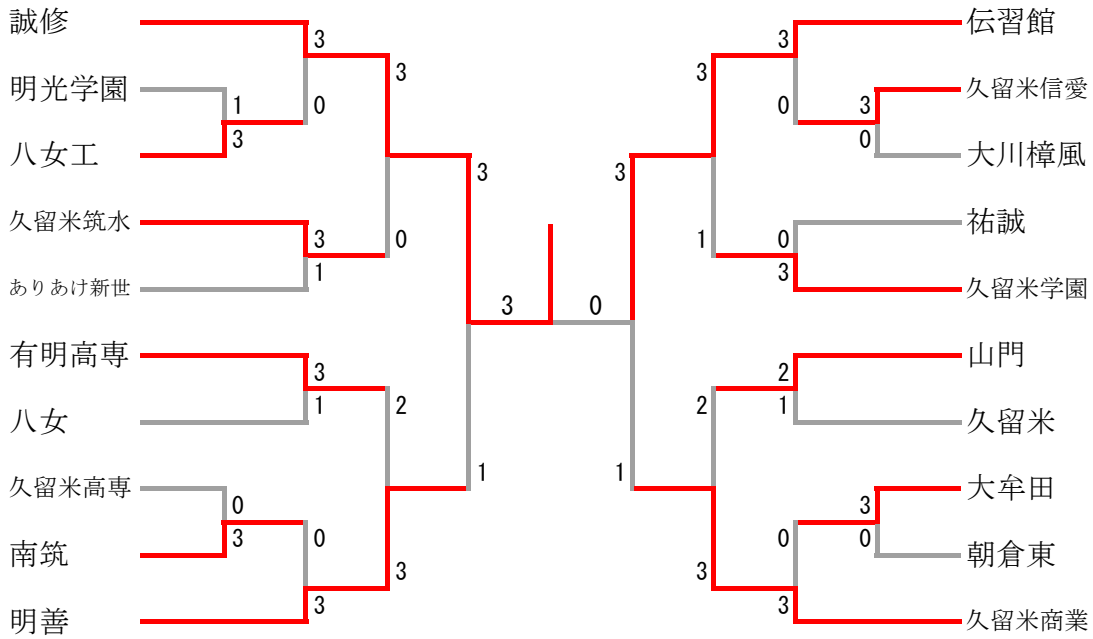 誠修
明光学園
八女工
久留米筑水
ありあけ新世
有明高専
八女
久留米高専
南筑
明善
3
1
3
0
3
3
1
0
3
1
2
0
3
0
3
3
3
1
3 0
3
1
3
1
2
3
3
0
3
0
0
3
2
1
3
0
0
3
伝習館
久留米信愛
大川樟風
祐誠
久留米学園
山門
久留米
大牟田
朝倉東
久留米商業